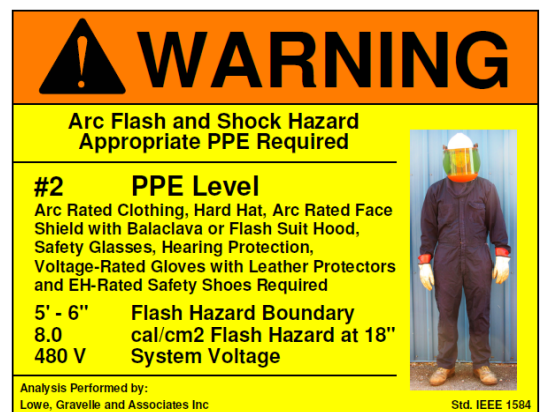 WARNING
Arc Flash and Shock Hazard
Appropriate PPE Required
#2 PPE Level
Arc Rated Clothing, Hard Hat, Arc Rated Face
Shield with Balaclava or Flash Suit Hood,
Safety Glasses, Hearing Protection,
Voltage-Rated Gloves with Leather Protectors
and EH-Rated Safety Shoes Required
5' - 6" Flash Hazard Boundary
8.0 cal/cm2 Flash Hazard at 18"
480 V System Voltage
Analysis Performed by:
Lowe, Gravelle and Associates Inc Std. IEEE 1584